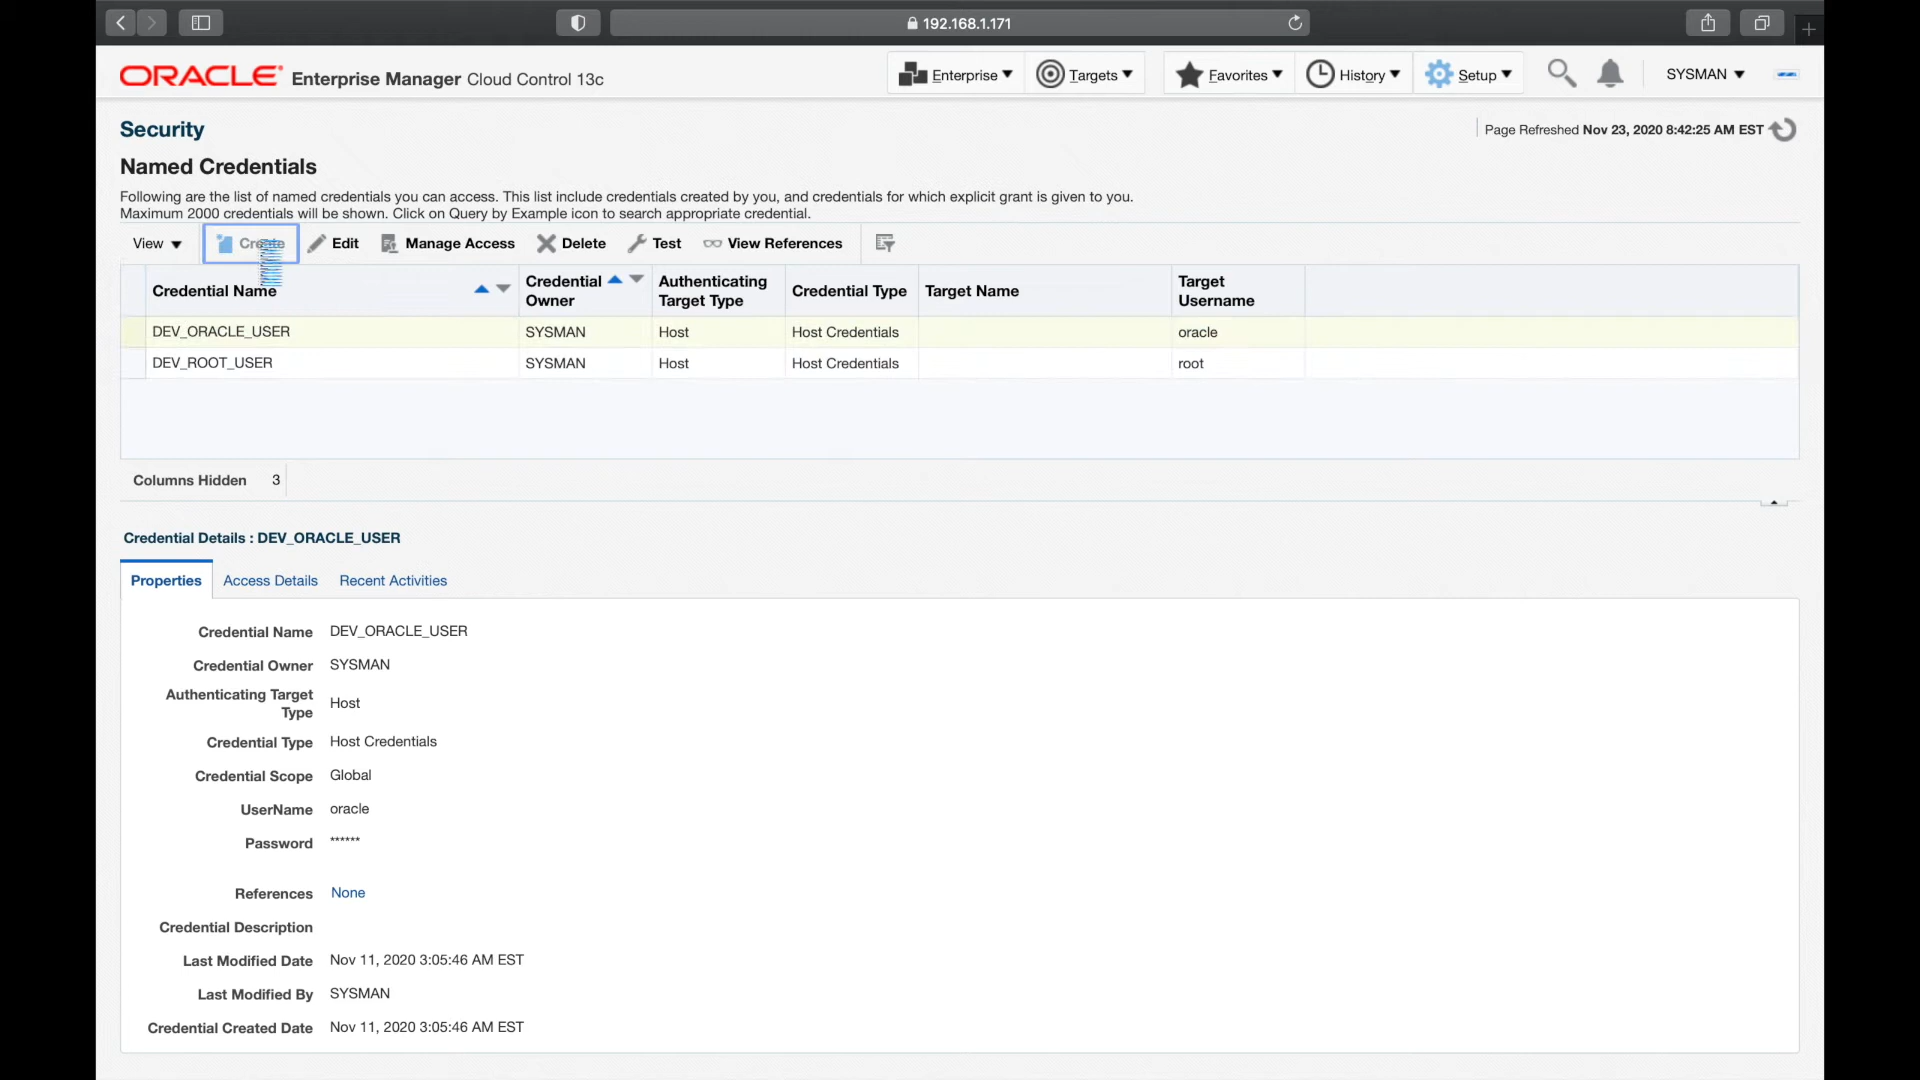 192.168.1.171
ORACLE Enterprise Manager Cloud Control 13c
Enterprise
Targets
Favorites
History
Setup
SYSMAN
Security
Page Refreshed Nov 23, 2020 8:42:25 AM EST
Named Credentials
Following are the list of named credentials you can access. This list include credentials created by you, and credentials for which explicit grant is given to you.
Maximum 2000 credentials will be shown. Click on Query by Example icon to search appropriate credential.
View Create Edit Manage Access Delete Test View References
Credential Name
Credential
Owner
Authenticating
Target Type
Credential Type
Target Name
Target
Username
DEV_ORACLE_USER SYSMAN Host Host Credentials oracle
DEV_ROOT_USER SYSMAN Host Host Credentials root
Columns Hidden 3
Credential Details : DEV_ORACLE_USER
Properties Access Details Recent Activities
Credential Name DEV_ORACLE_USER
Credential Owner SYSMAN
Authenticating Target
Type
Host
Credential Type Host Credentials
Credential Scope Global
UserName oracle
Password ******
References None
Credential Description
Last Modified Date Nov 11, 2020 3:05:46 AM EST
Last Modified By SYSMAN
Credential Created Date Nov 11, 2020 3:05:46 AM EST